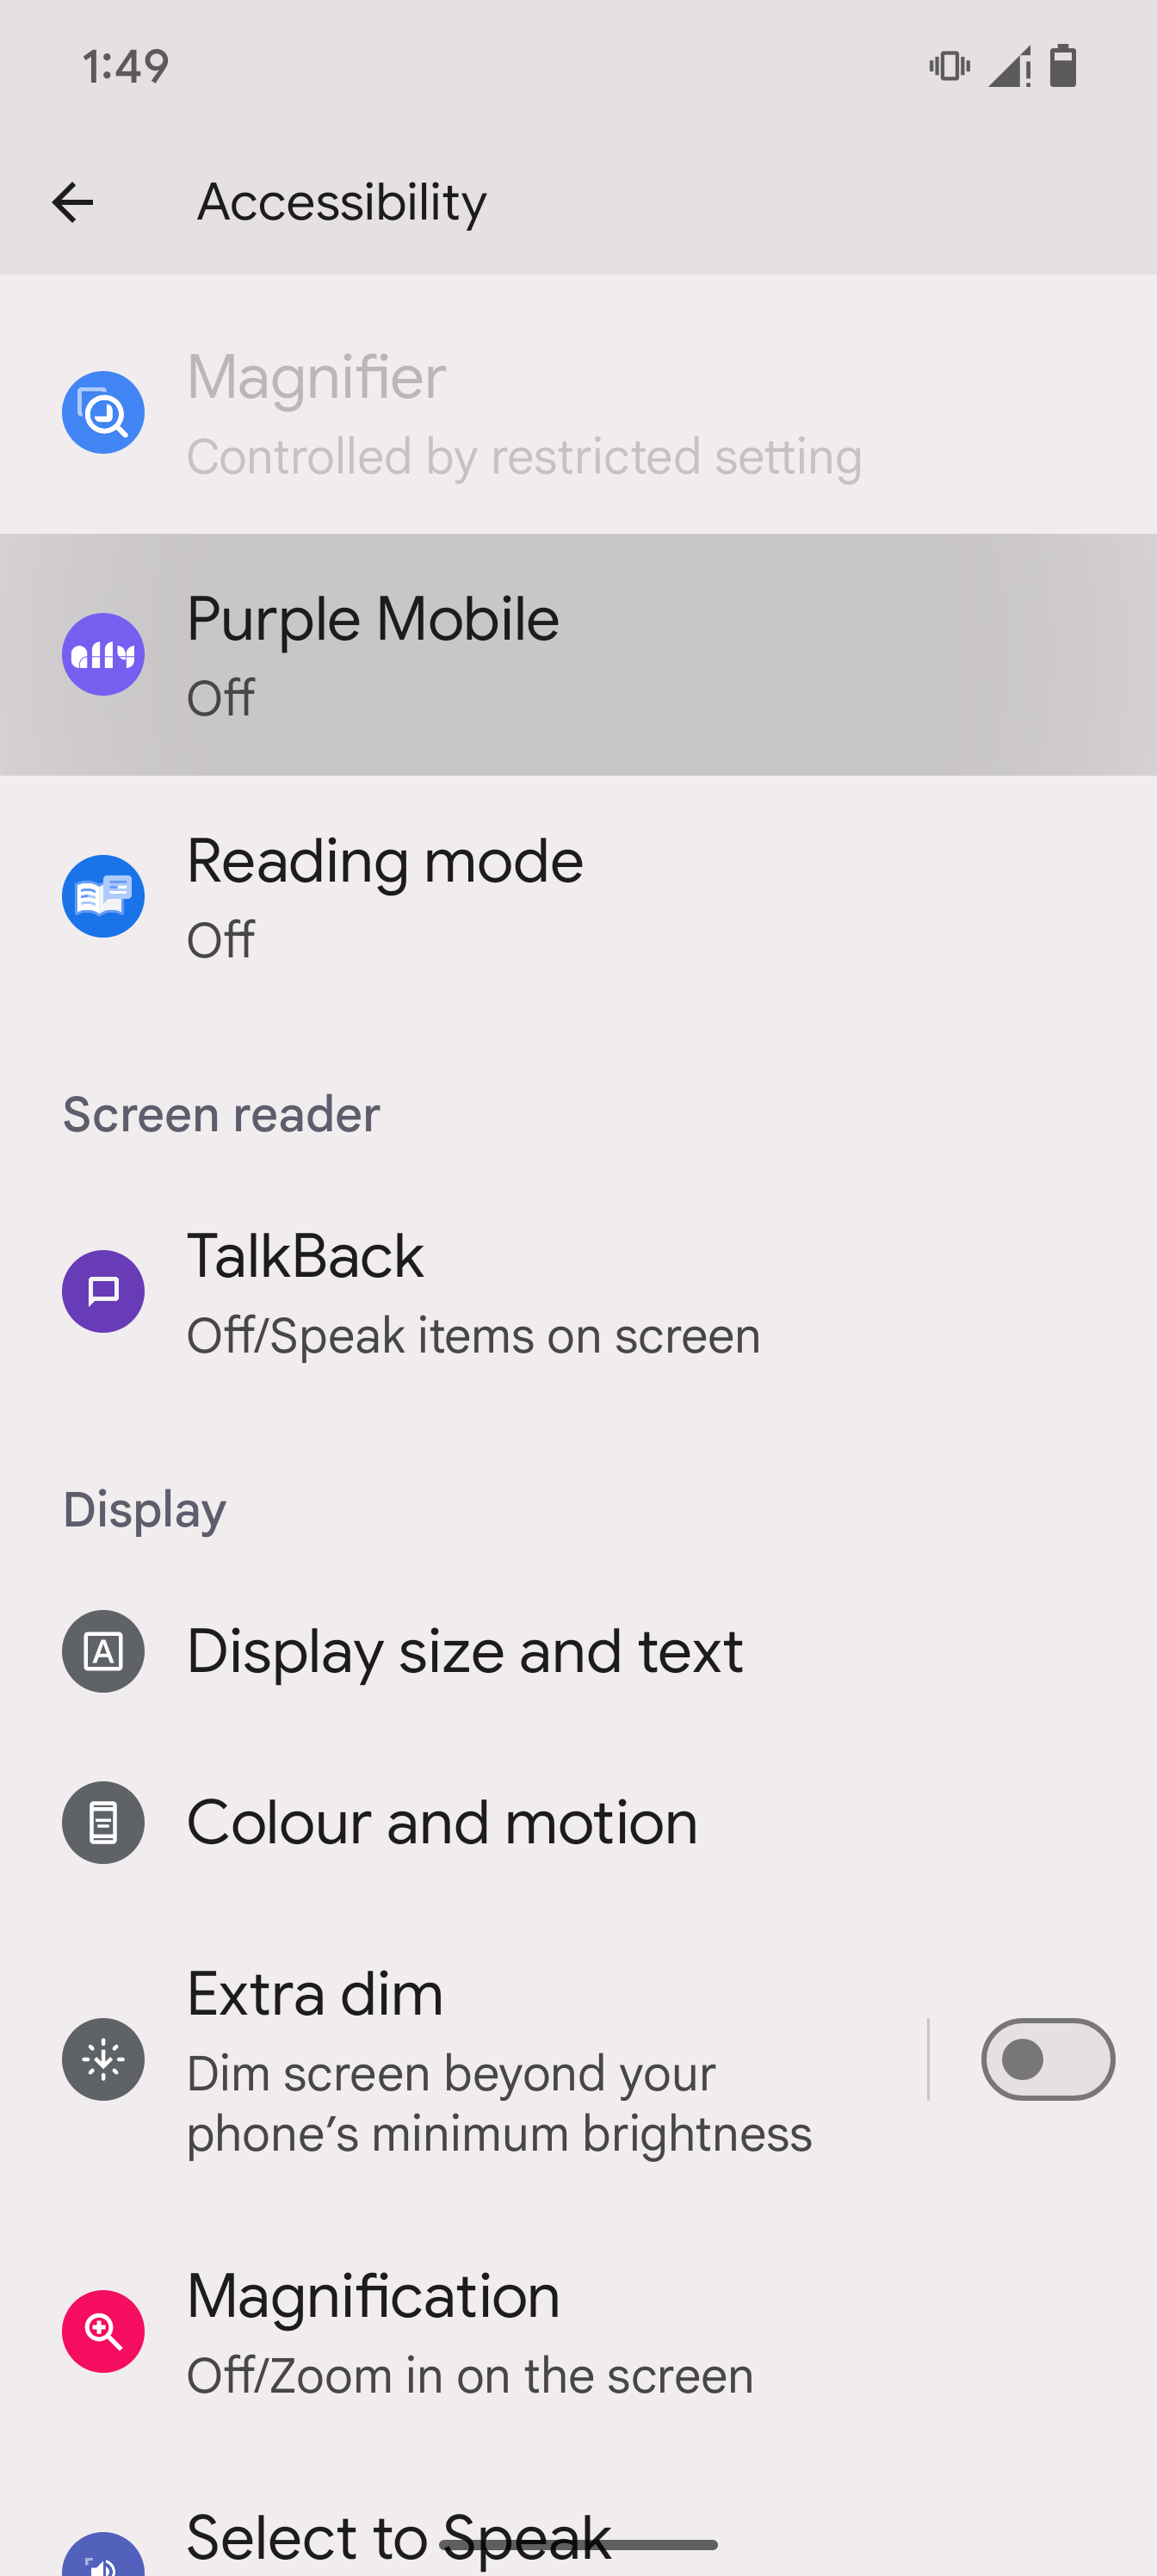 1:49
Accessibility
Magnifier
Controlled by restricted setting
Purple Mobile
Off
Reading mode
Off
Screen reader
TalkBack
Off/Speak items on screen
Display
Display size and text
Colour and motion
Extra dim
Dim screen beyond your
phone’s minimum brightness
Magnification
Off/Zoom in on the screen
Select to Speak